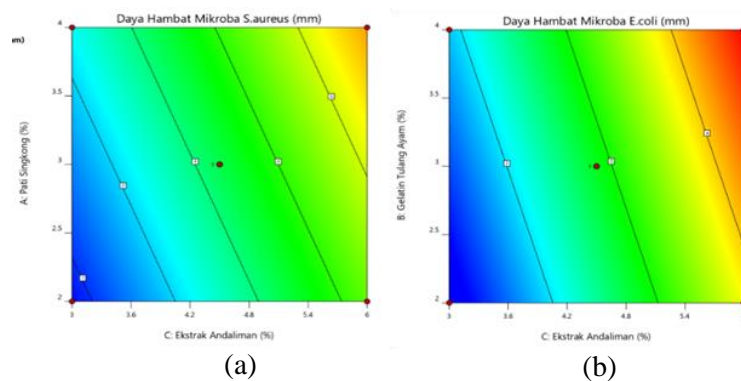 Daya Hambat Mikroba S.aureus (mm)
A: Pati Singkong (%)
4
3.5
3
2.5
2
3
3.6
4.2
4.8
5.4
6
C: Ekstrak Andaliman (%)
(a)
Daya Hambat Mikroba E.coli (mm)
B: Gelatin Tulang Ayam (%)
4
3.5
3
2.5
2
3
3.6
4.2
4.8
5.4
C: Ekstrak Andaliman (%)
(b)